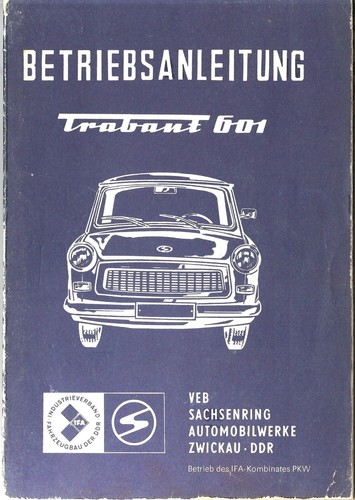 BETRIEBSANLEITUNG
Trabant 601
INDUSTRIEVERBAND
FAHRZEUGBAU DER DDR
IFA
S
VEB
SACHSENRING
AUTOMOBILWERKE
ZWICKAU · DDR
Betrieb des IFA-Kombinates PKW